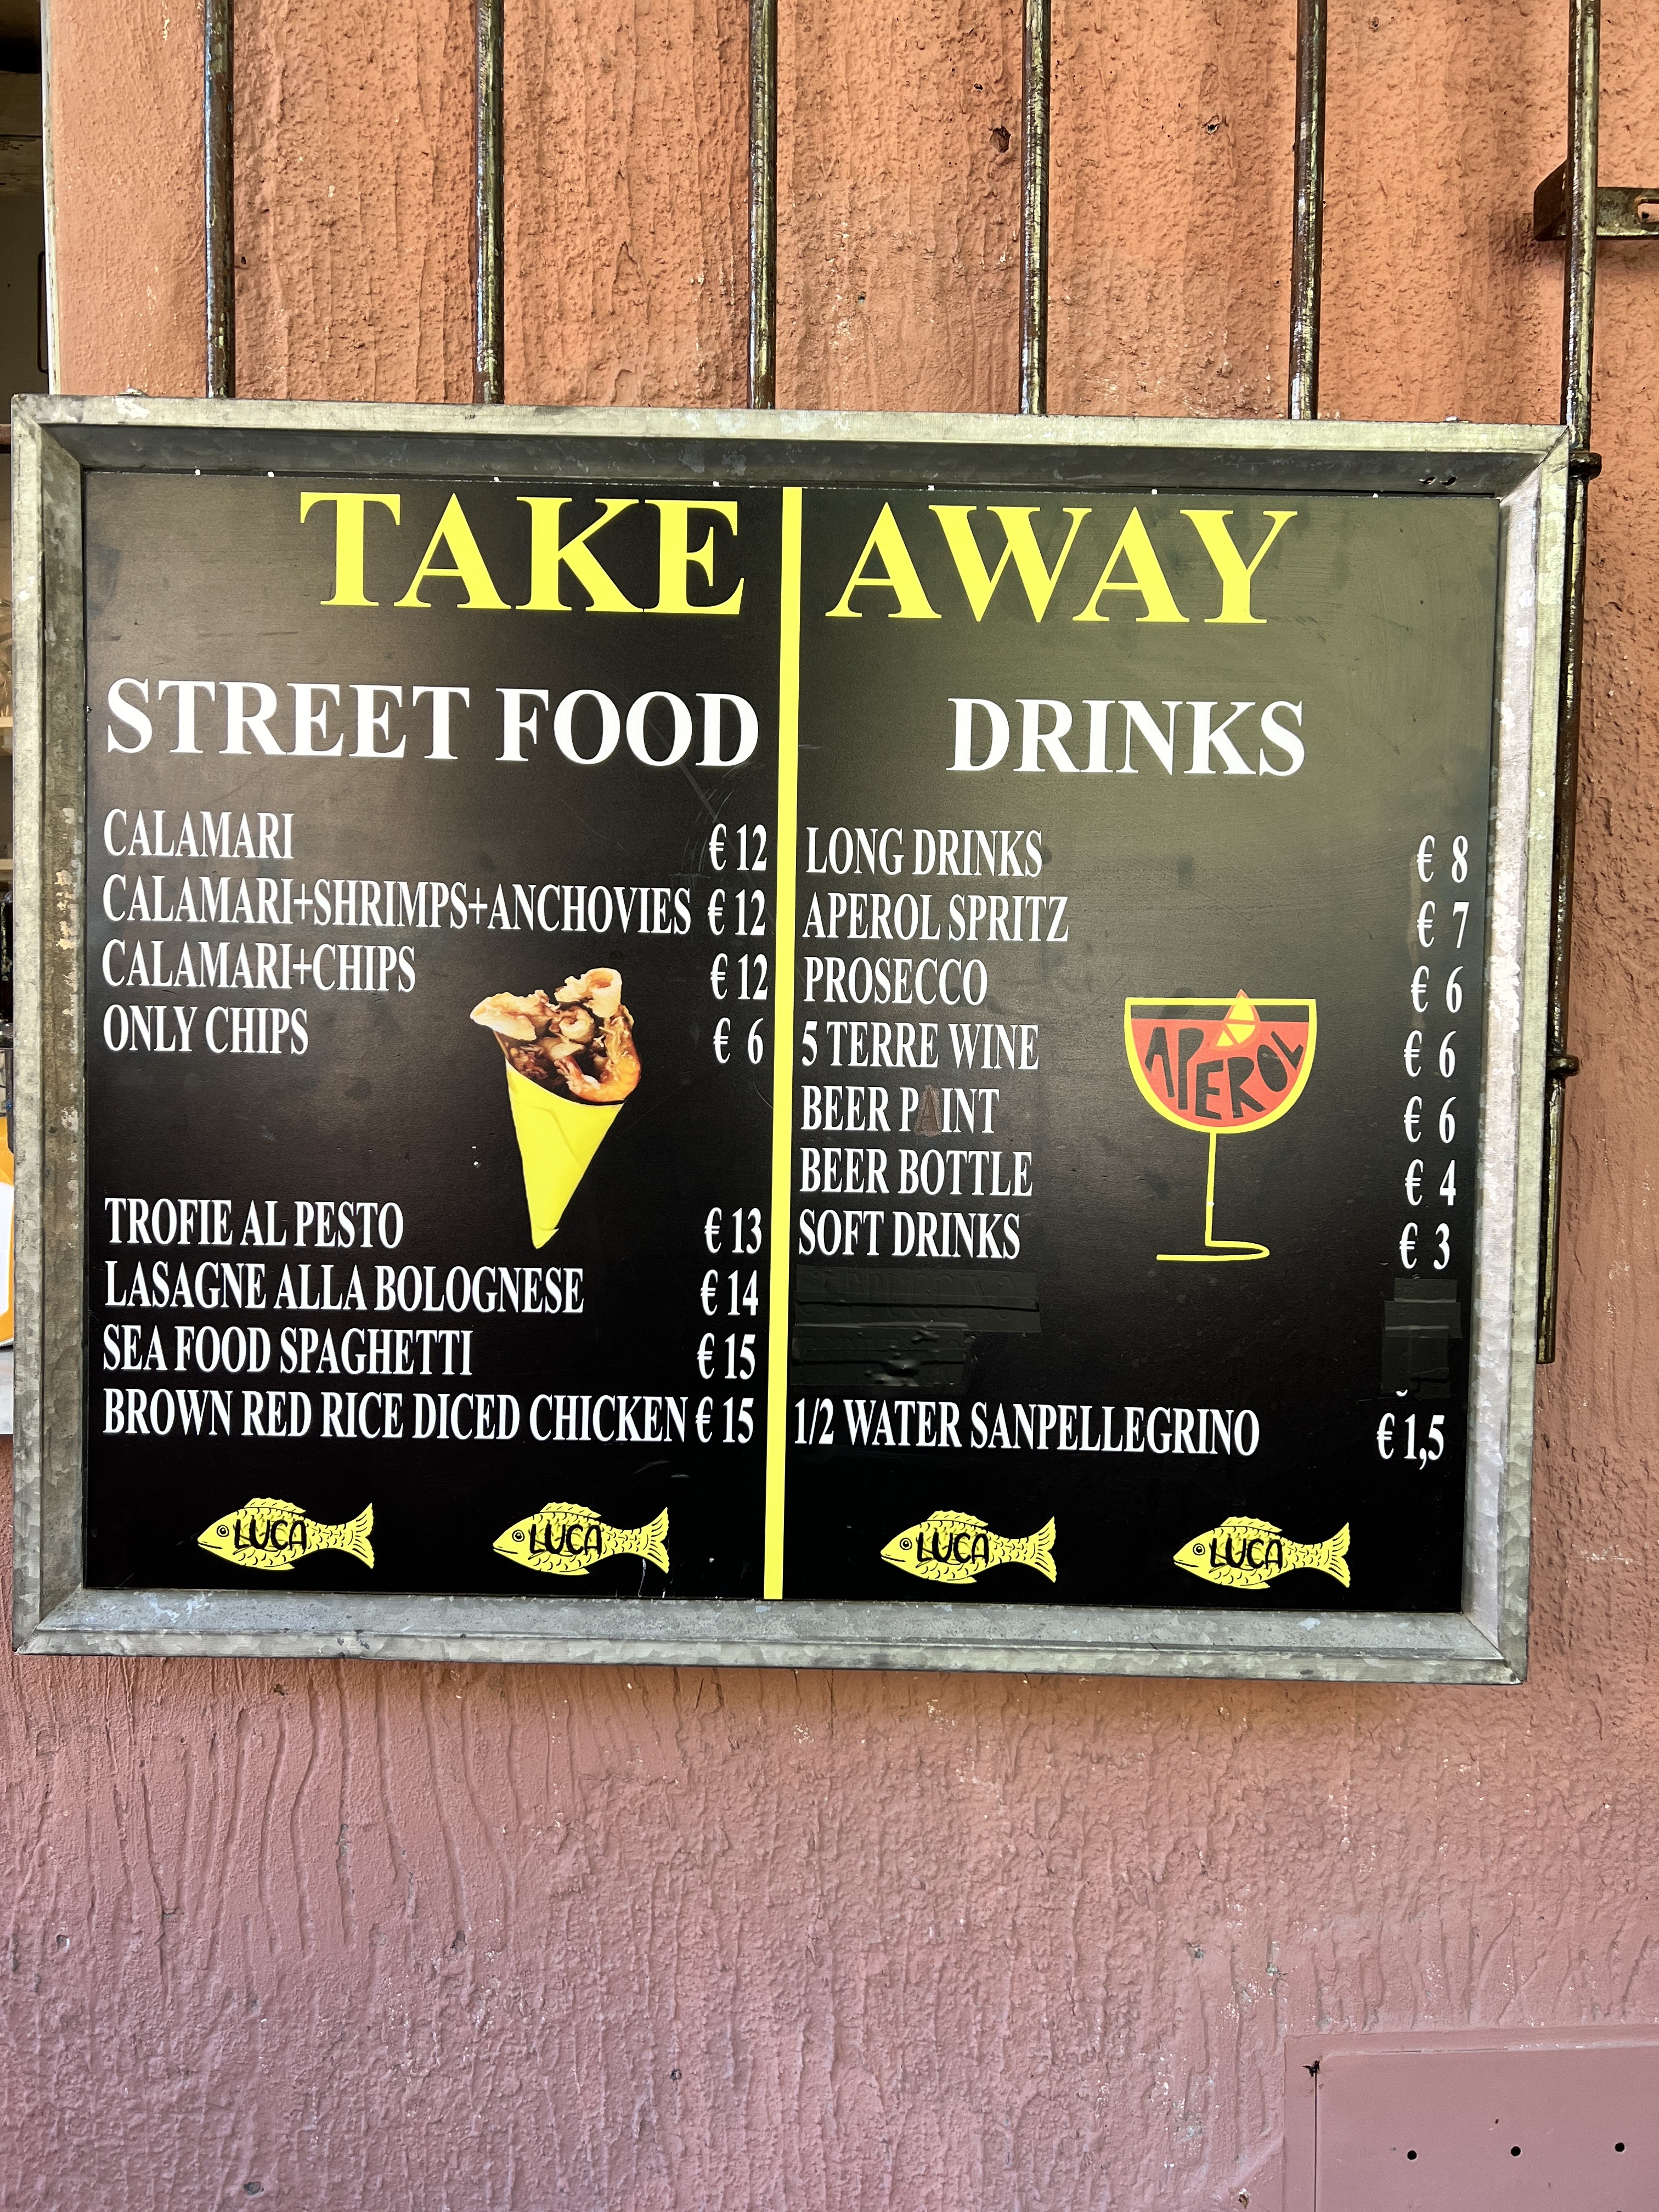 TAKE AWAY
STREET FOOD
CALAMARI € 12
CALAMARI+SHRIMPS+ANCHOVIES € 12
CALAMARI+CHIPS € 12
ONLY CHIPS € 6
TROFIE AL PESTO € 13
LASAGNE ALLA BOLOGNESE € 14
SEA FOOD SPAGHETTI € 15
BROWN RED RICE DICED CHICKEN € 15
LUCA LUCA
DRINKS
LONG DRINKS € 8
APEROL SPRITZ € 7
PROSECCO € 6
5 TERRE WINE € 6
BEER PAINT € 6
BEER BOTTLE € 4
SOFT DRINKS € 3
1/2 WATER SANPELLEGRINO € 1,5
APEROL
LUCA LUCA